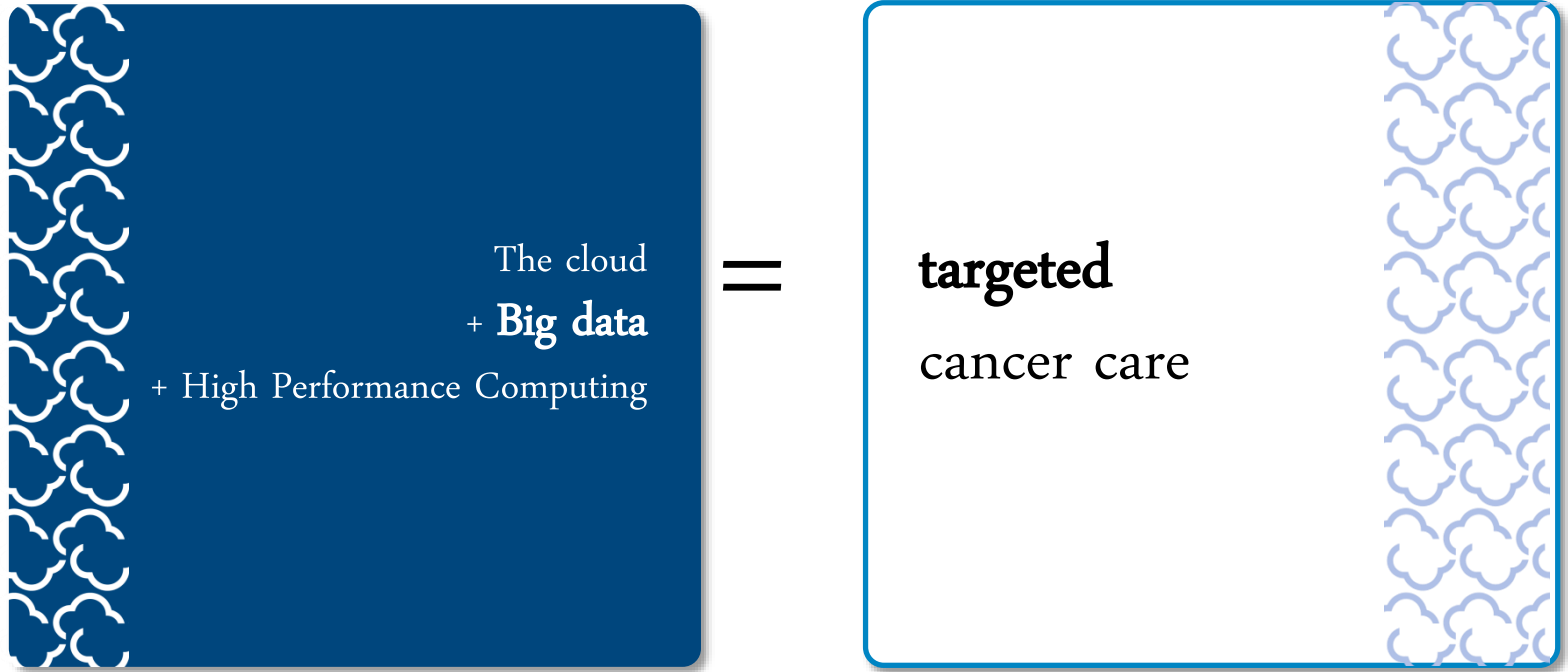 The cloud
+ Big data
+ High Performance Computing
=
targeted
cancer care